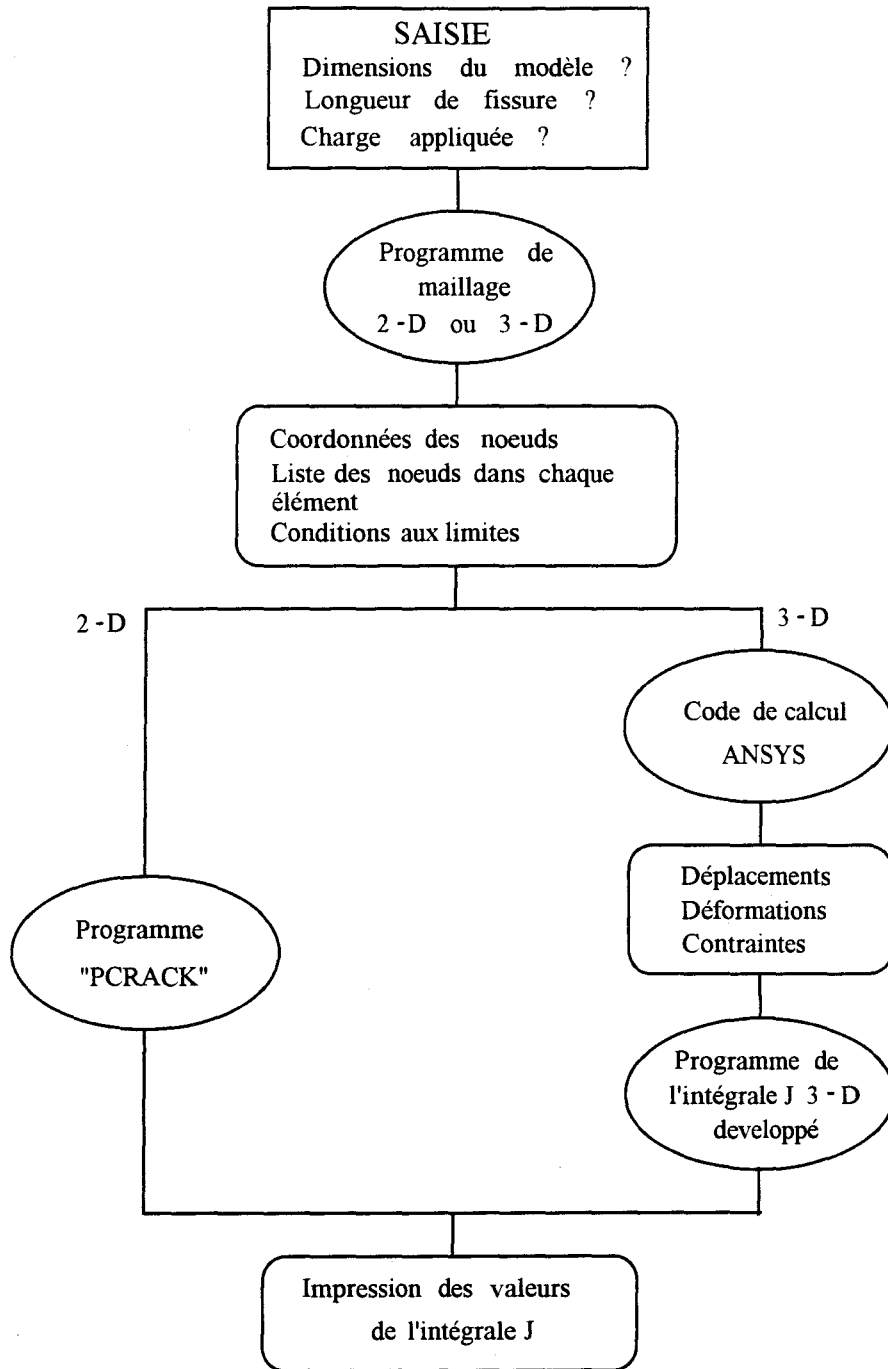 SAISIE
Dimensions du modèle ?
Longueur de fissure ?
Charge appliquée ?
Programme de
maillage
2 - D ou 3 - D
Coordonnées des noeuds
Liste des noeuds dans chaque
élément
Conditions aux limites
2 - D
3 - D
Code de calcul
ANSYS
Déplacements
Déformations
Contraintes
Programme
"PCRACK"
Programme de
l'intégrale J 3 - D
developpé
Impression des valeurs
de l'intégrale J